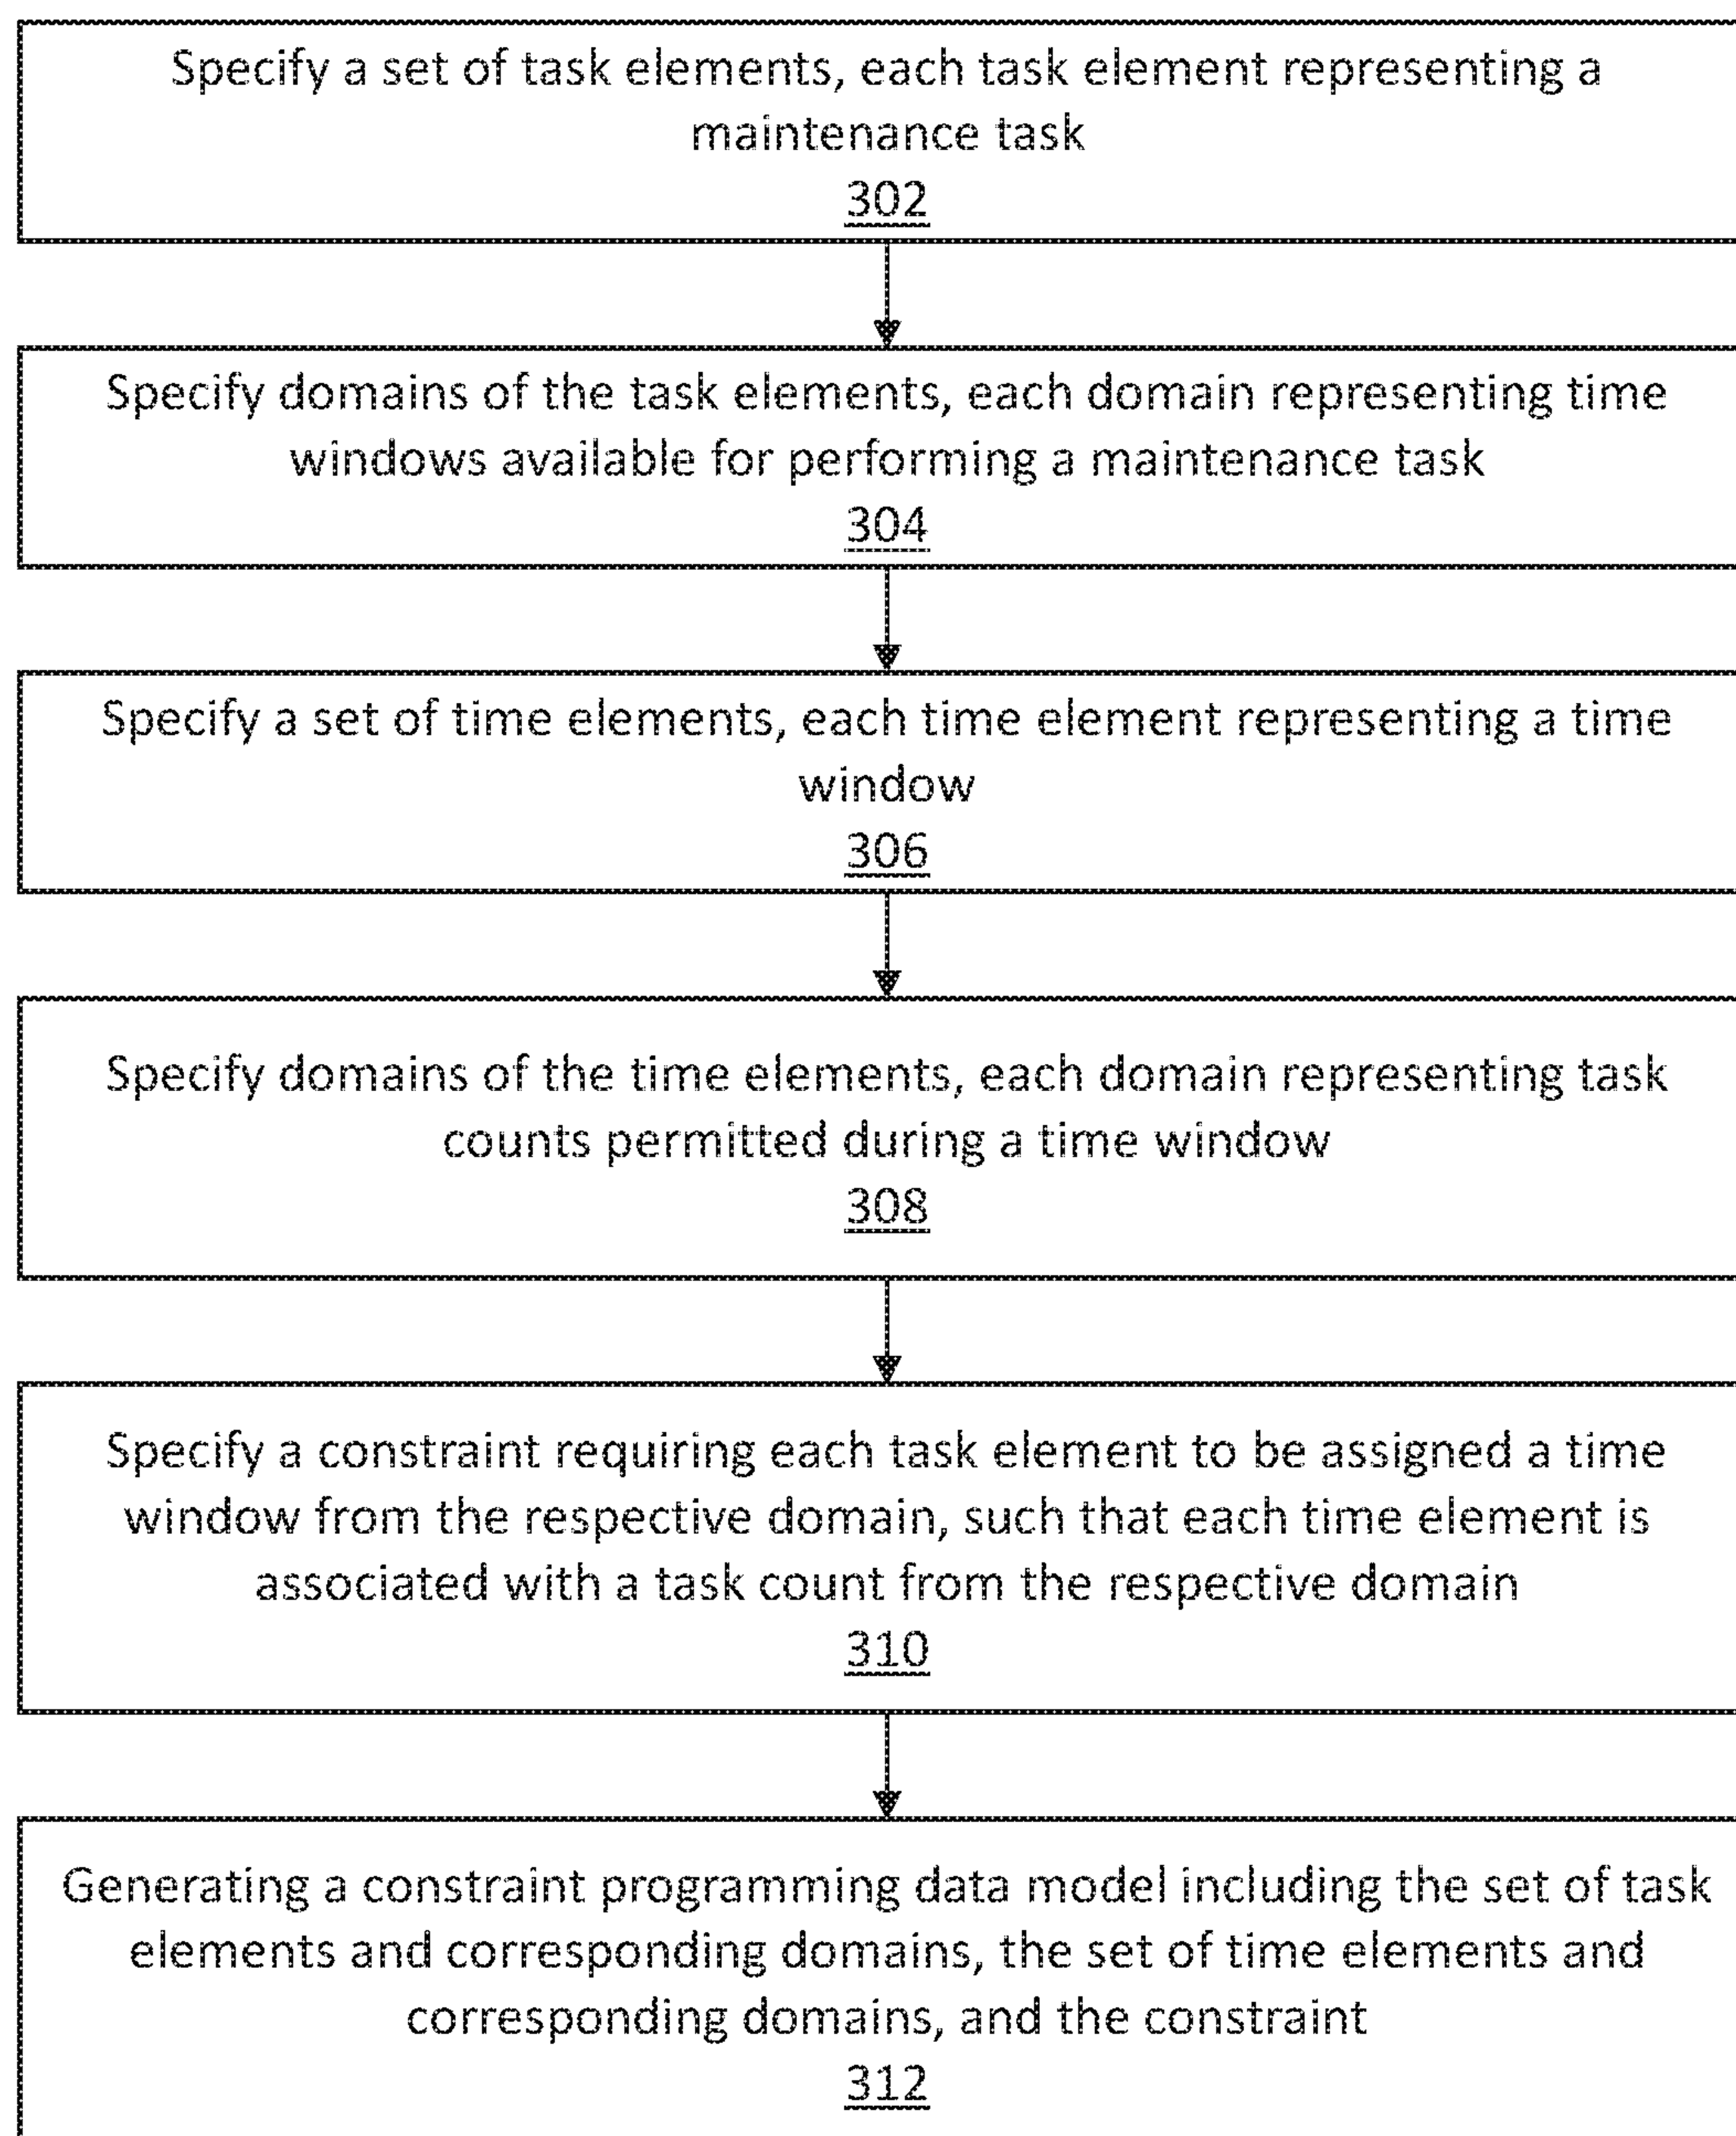 Specify a set of task elements, each task element representing a
maintenance task
302
Specify domains of the task elements, each domain representing time
windows available for performing a maintenance task
304
Specify a set of time elements, each time element representing a time
window
306
Specify domains of the time elements, each domain representing task
counts permitted during a time window
308
Specify a constraint requiring each task element to be assigned a time
window from the respective domain, such that each time element is
associated with a task count from the respective domain
310
Generating a constraint programming data model including the set of task
elements and corresponding domains, the set of time elements and
corresponding domains, and the constraint
312